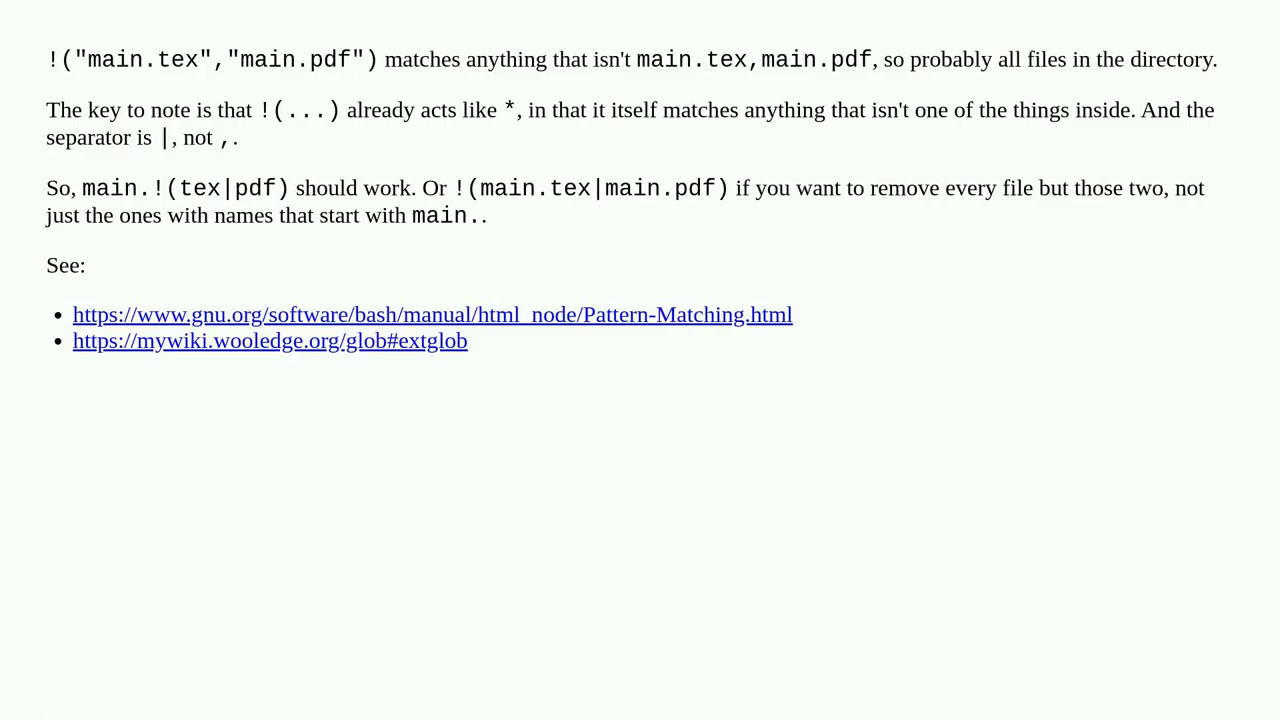 !("main.tex","main.pdf") matches anything that isn't main.tex,main.pdf, so probably all files in the directory.
The key to note is that !(...) already acts like *, in that it itself matches anything that isn't one of the things inside. And the
separator is |, not ,.
So, main.!(tex|pdf) should work. Or !(main.tex|main.pdf) if you want to remove every file but those two, not
just the ones with names that start with main..
See:
• https://www.gnu.org/software/bash/manual/html_node/Pattern-Matching.html
• https://mywiki.wooledge.org/glob#extglob